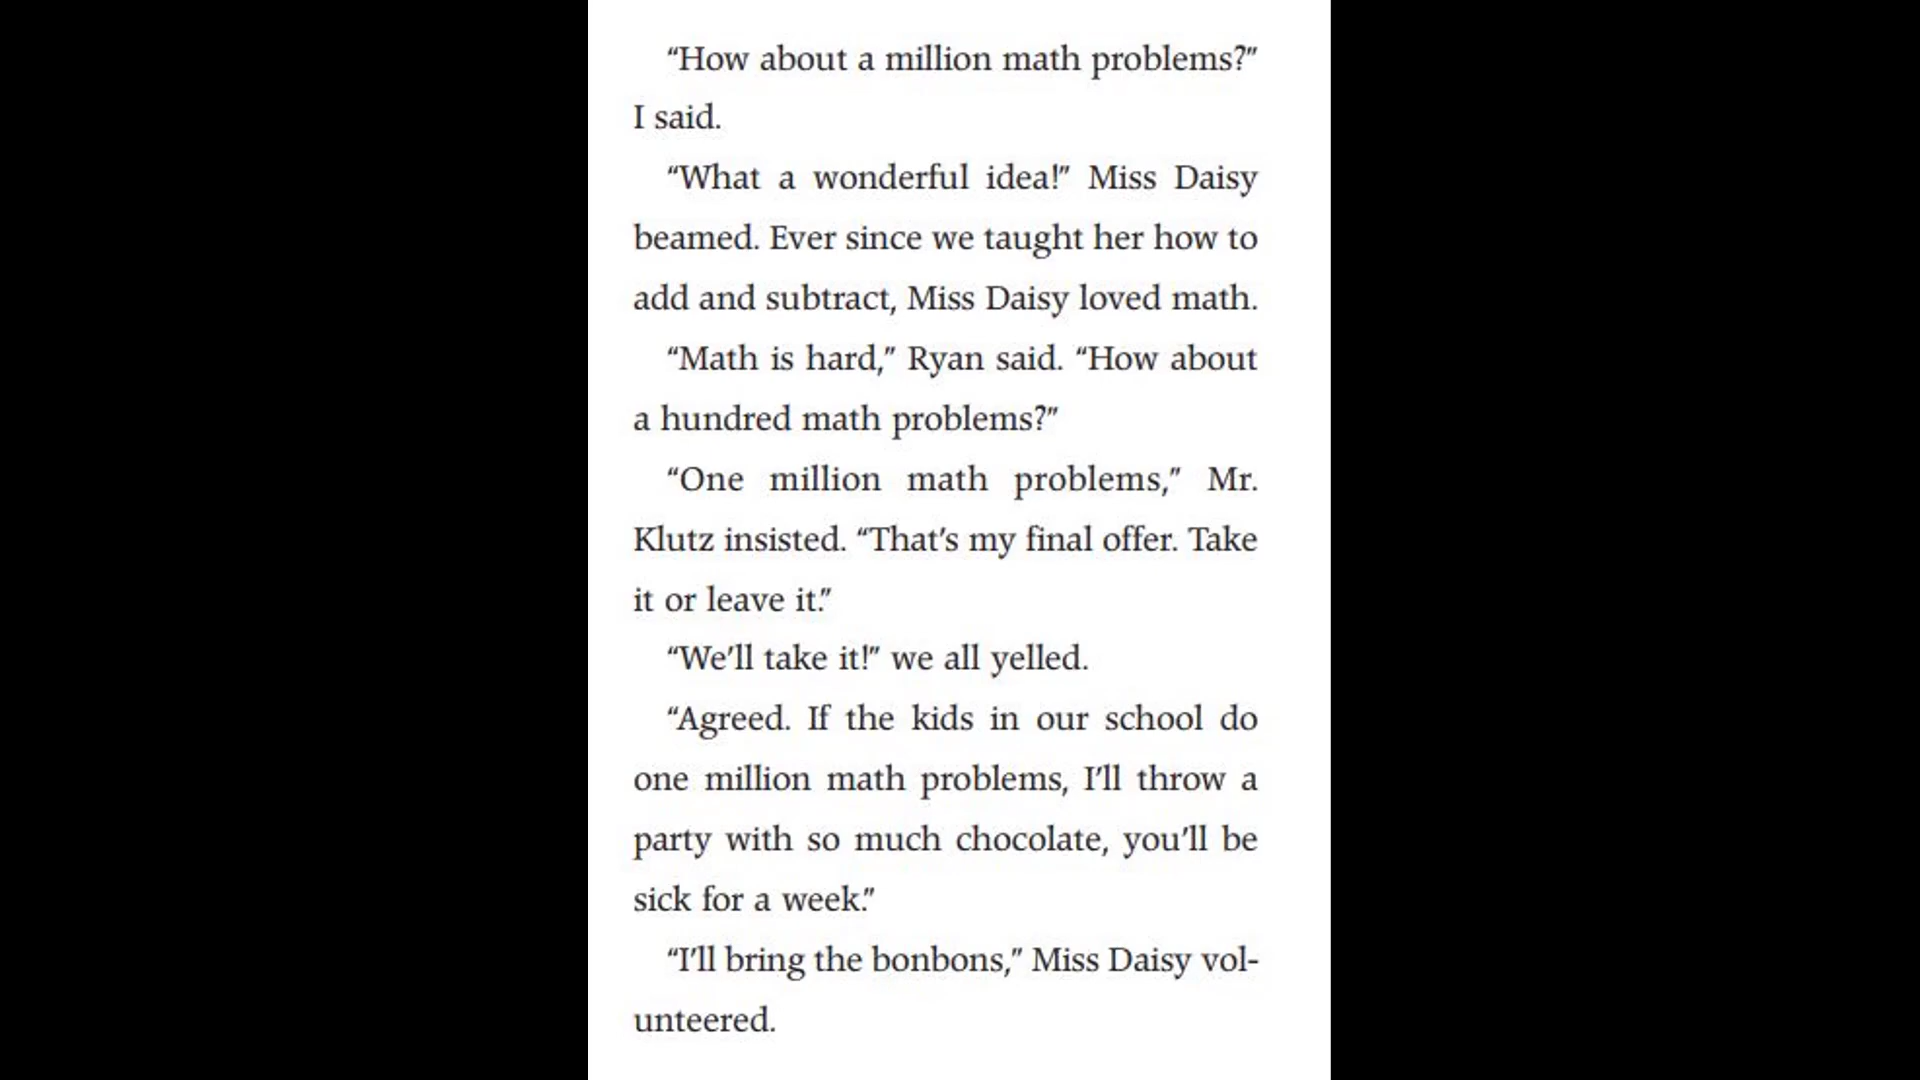 “How about a million math problems?”
I said.
“What a wonderful idea!” Miss Daisy
beamed. Ever since we taught her how to
add and subtract, Miss Daisy loved math.
“Math is hard,” Ryan said. “How about
a hundred math problems?”
“One million math problems,” Mr.
Klutz insisted. “That’s my final offer. Take
it or leave it.”
“We’ll take it!” we all yelled.
“Agreed. If the kids in our school do
one million math problems, I’ll throw a
party with so much chocolate, you’ll be
sick for a week.”
“I’ll bring the bonbons,” Miss Daisy vol-
unteered.